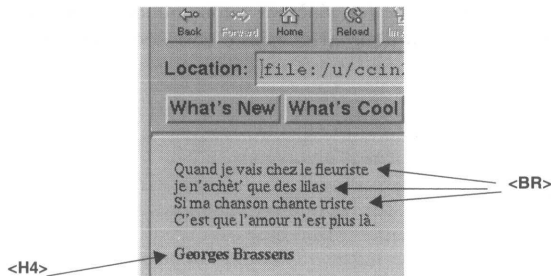 Back Forward Home Reload
Location: file:/u/ccin
What's New What's Cool
Quand je vais chez le fleuriste
je n'achèt' que des lilas
Si ma chanson chante triste
C'est que l'amour n'est plus là.
<BR>
Georges Brassens
<H4>